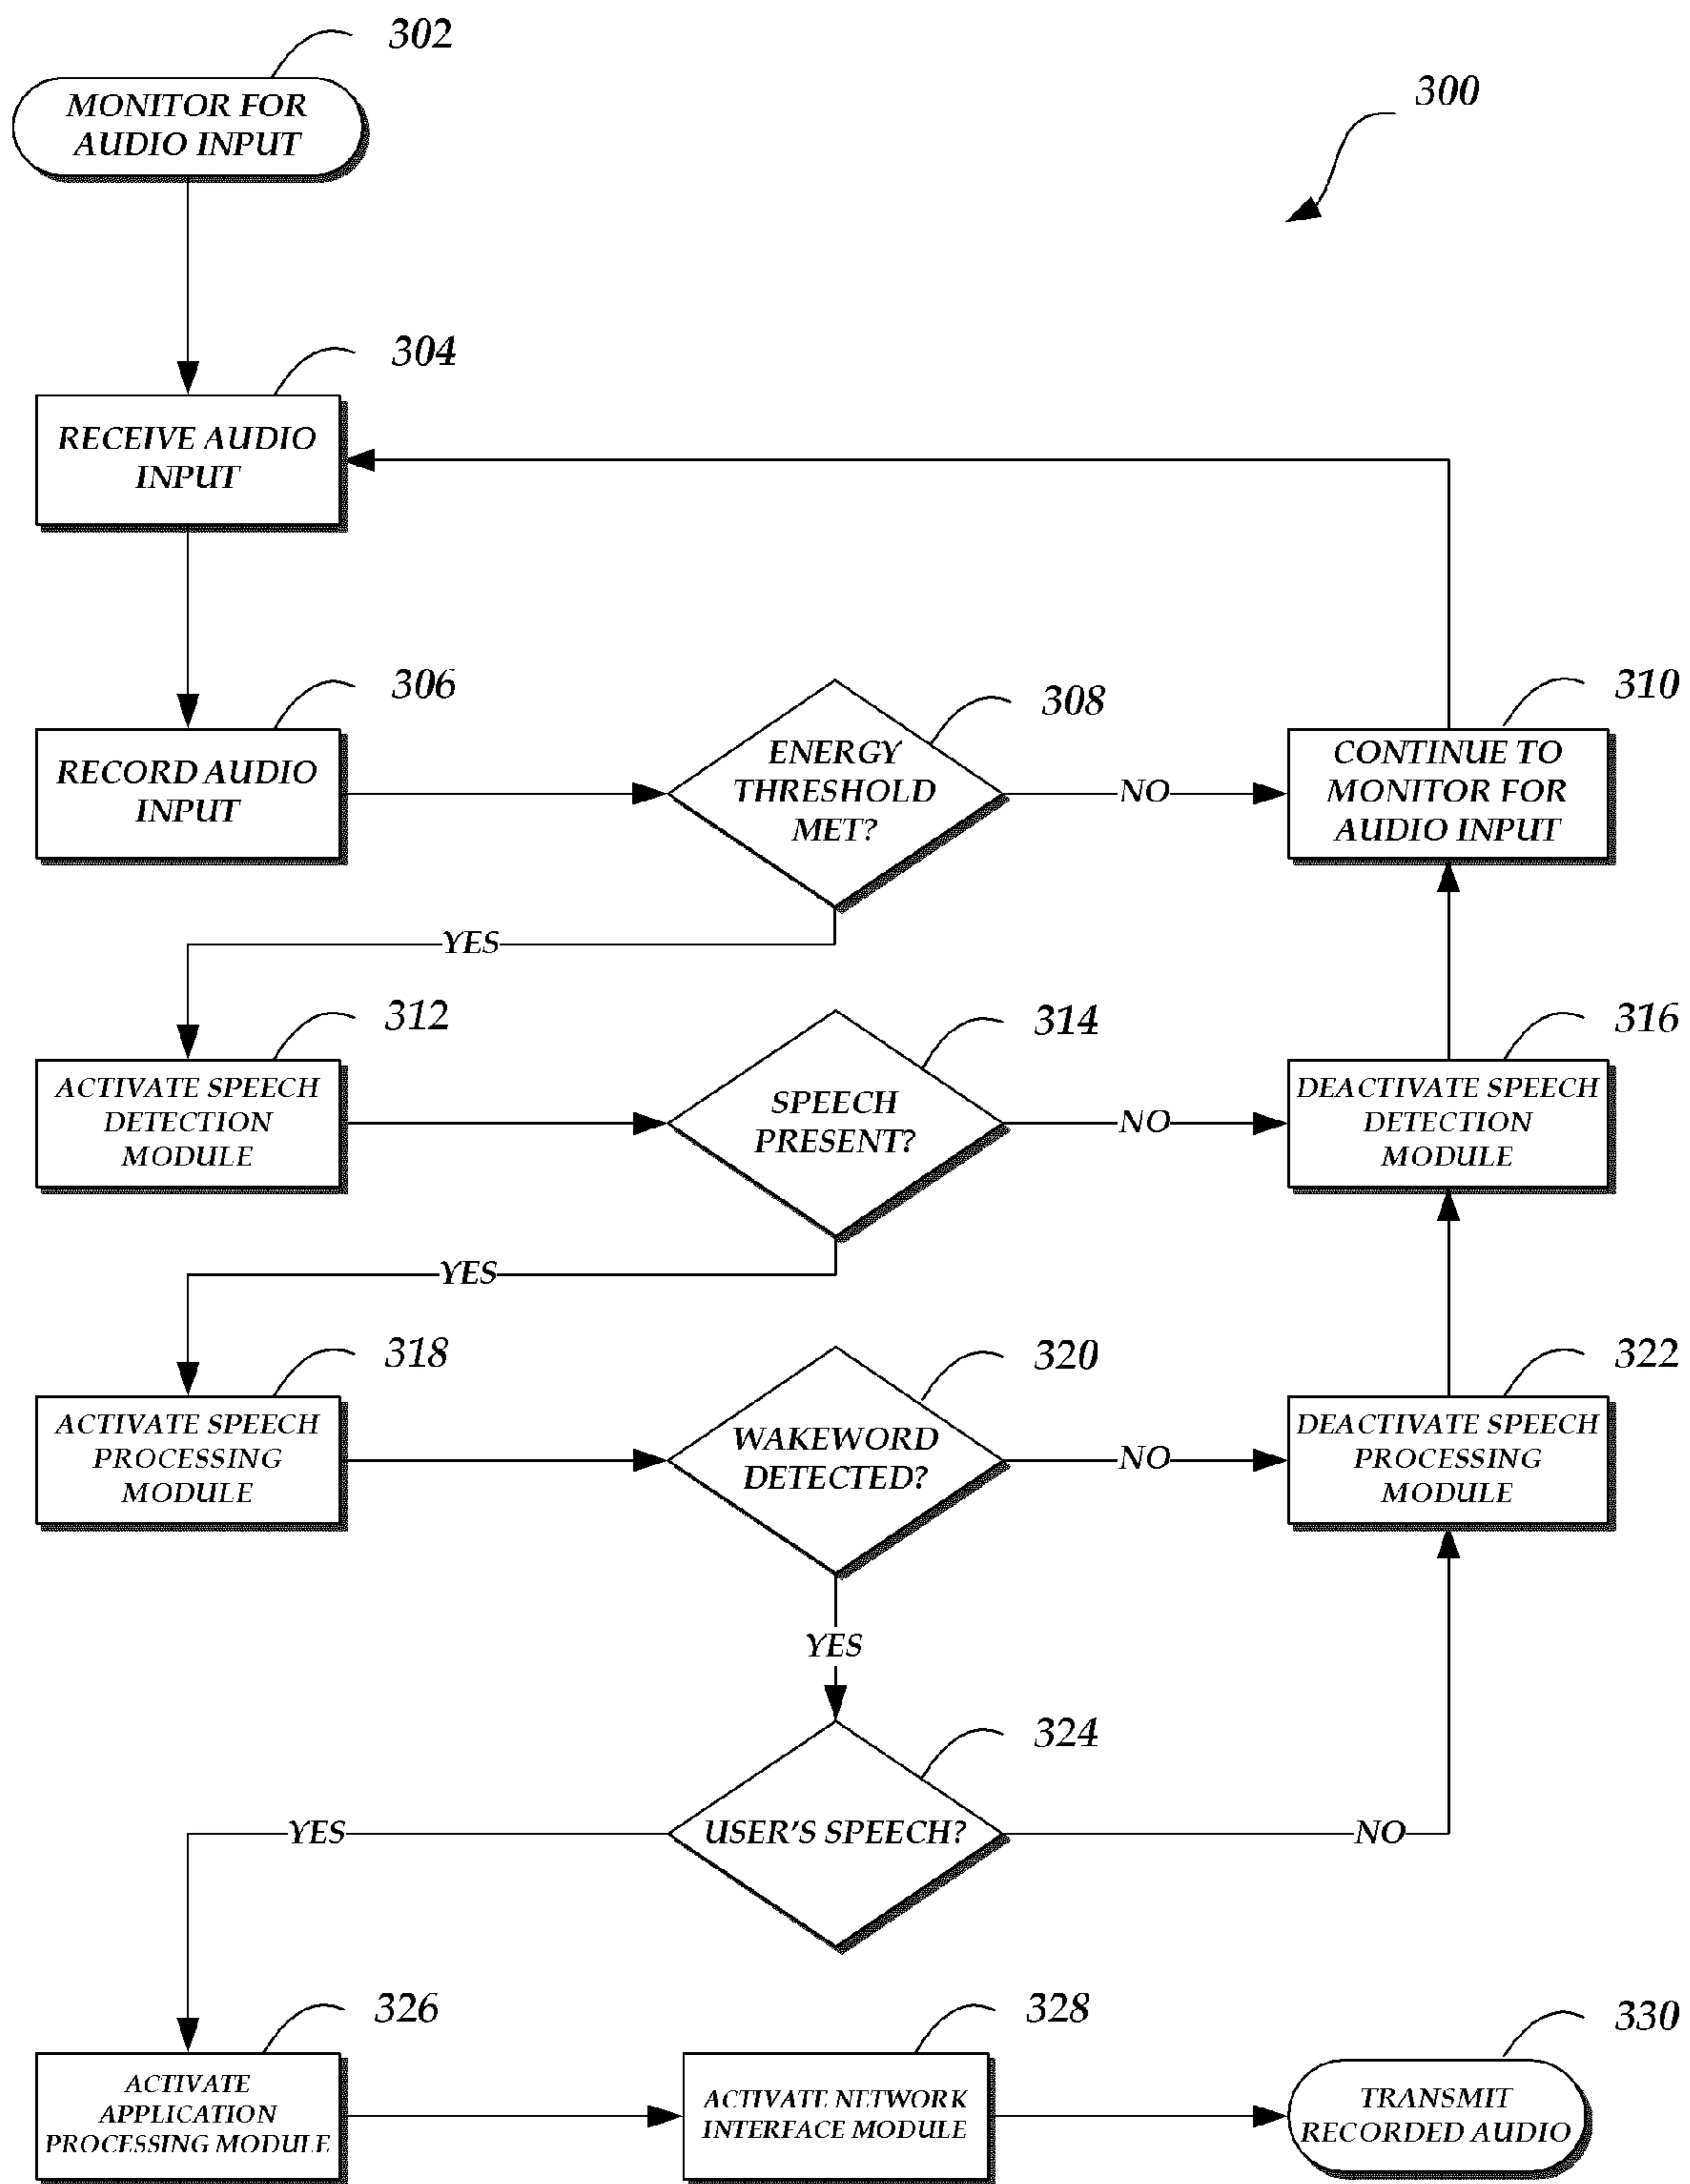 302
MONITOR FOR
AUDIO INPUT
300
304
RECEIVE AUDIO
INPUT
306
RECORD AUDIO
INPUT
308
ENERGY
THRESHOLD
MET?
NO
310
CONTINUE TO
MONITOR FOR
AUDIO INPUT
YES
312
ACTIVATE SPEECH
DETECTION
MODULE
314
SPEECH
PRESENT?
NO
316
DEACTIVATE SPEECH
DETECTION
MODULE
YES
318
ACTIVATE SPEECH
PROCESSING
MODULE
320
WAKEWORD
DETECTED?
NO
322
DEACTIVATE SPEECH
PROCESSING
MODULE
YES
324
USER'S SPEECH?
YES
NO
326
ACTIVATE
APPLICATION
PROCESSING MODULE
328
ACTIVATE NETWORK
INTERFACE MODULE
330
TRANSMIT
RECORDED AUDIO